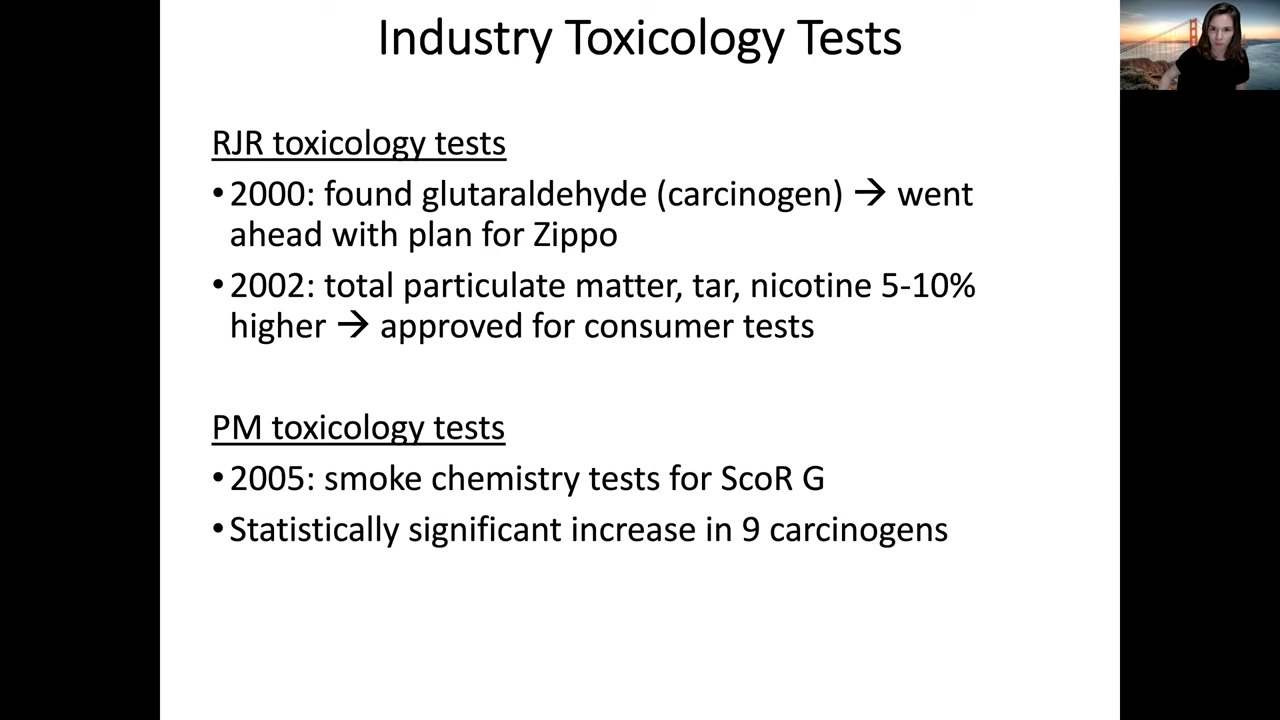 Industry Toxicology Tests
RJR toxicology tests
• 2000: found glutaraldehyde (carcinogen) → went
ahead with plan for Zippo
• 2002: total particulate matter, tar, nicotine 5-10%
higher → approved for consumer tests
PM toxicology tests
• 2005: smoke chemistry tests for ScoR G
• Statistically significant increase in 9 carcinogens